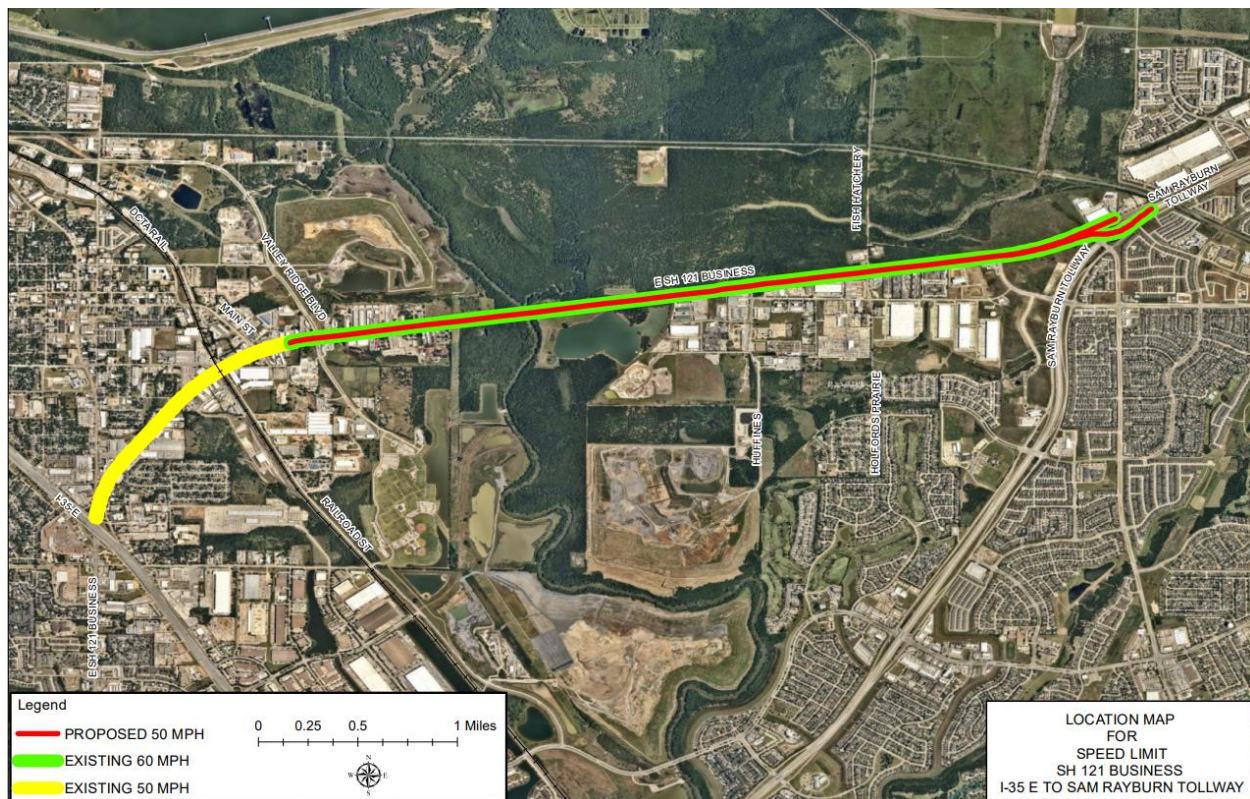 FISH HATCHERY
SAM RAYBURN
TOLLWAY
DCTA RAIL
VALLEY RIDGE BLVD
MAIN ST.
E SH 121 BUSINESS
SAM RAYBURN TOLLWAY
HUFFINES
HOLFORDS PRAIRIE
I-35-E
RAILROAD ST
E SH 121 BUSINESS
Legend
PROPOSED 50 MPH
EXISTING 60 MPH
EXISTING 50 MPH
0 0.25 0.5 1 Miles
N
W E
S
LOCATION MAP
FOR
SPEED LIMIT
SH 121 BUSINESS
I-35 E TO SAM RAYBURN TOLLWAY